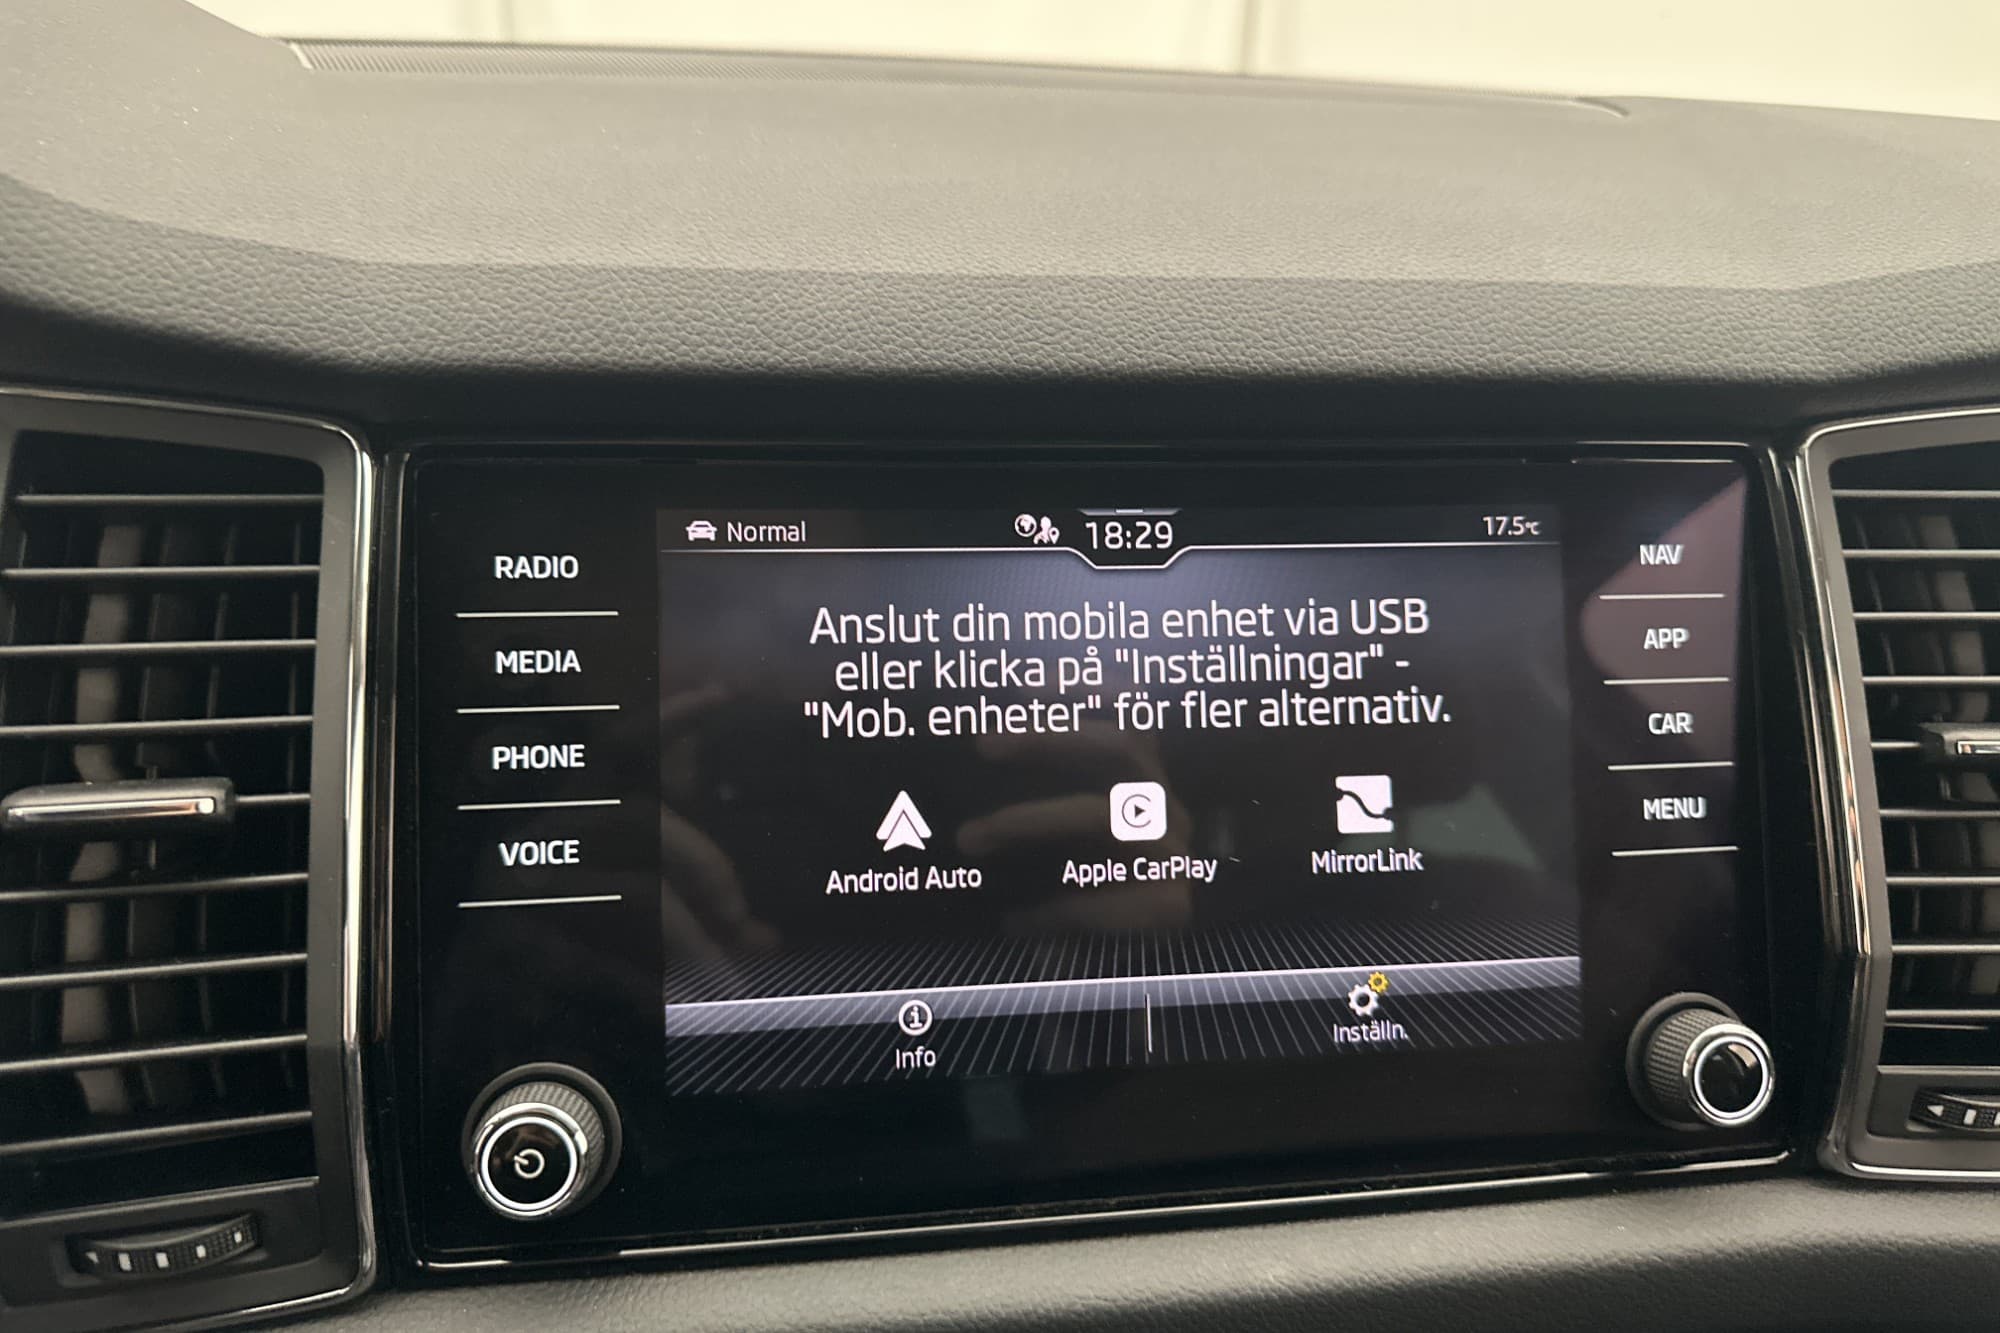 Normal
18:29
17.5°C
RADIO
MEDIA
PHONE
VOICE
Anslut din mobila enhet via USB
eller klicka på "Inställningar" -
"Mob. enheter" för fler alternativ.
Android Auto
Apple CarPlay
MirrorLink
Info
Inställn.
NAV
APP
CAR
MENU